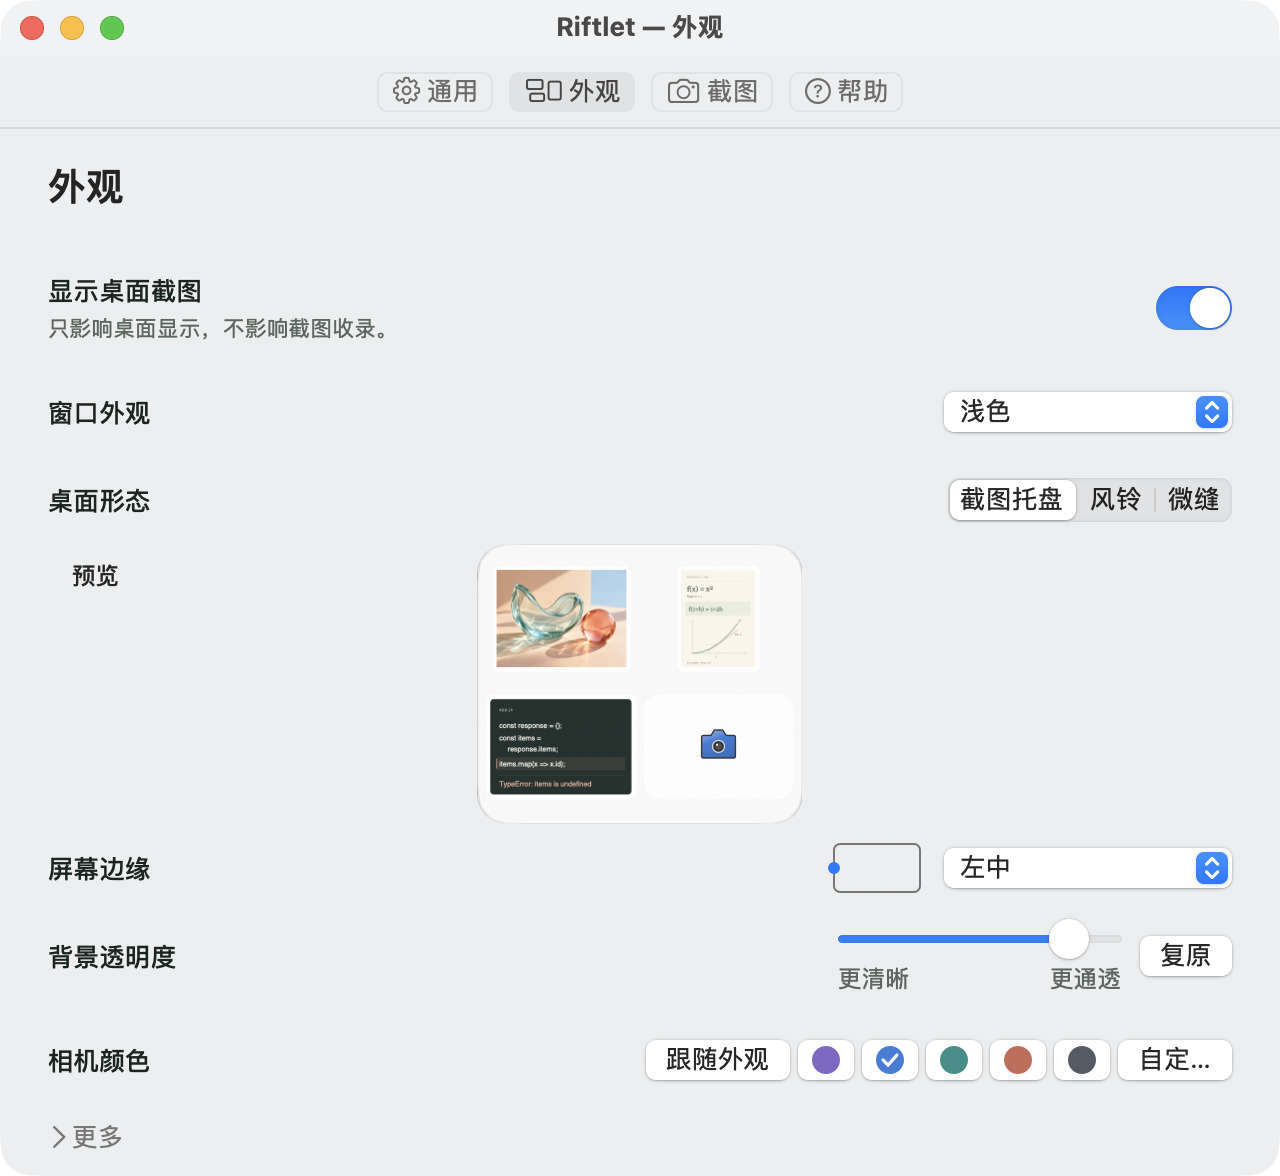 Riftlet — 外观
通用 外观 截图 帮助
外观
显示桌面截图
只影响桌面显示，不影响截图收录。
窗口外观 浅色
桌面形态 截图托盘 风铃 微缝
预览
f(x) = x²
const response = {};
const items =
response.items;
items.map(x => x.id);
TypeError: items is undefined
屏幕边缘 左中
背景透明度 复原
更清晰 更通透
相机颜色 跟随外观 自定...
更多